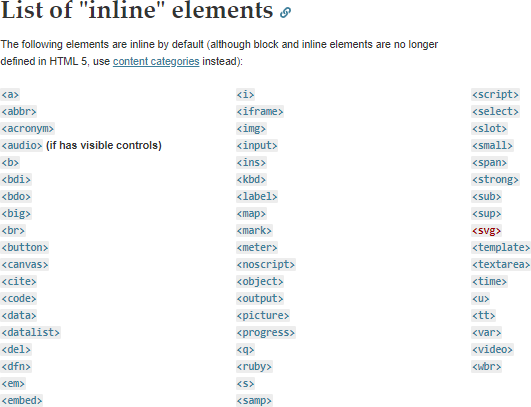 List of "inline" elements
The following elements are inline by default (although block and inline elements are no longer
defined in HTML 5, use content categories instead):
<a>
<abbr>
<acronym>
<audio> (if has visible controls)
<b>
<bdi>
<bdo>
<big>
<br>
<button>
<canvas>
<cite>
<code>
<data>
<datalist>
<del>
<dfn>
<em>
<embed>
<i>
<iframe>
<img>
<input>
<ins>
<kbd>
<label>
<map>
<mark>
<meter>
<noscript>
<object>
<output>
<picture>
<progress>
<q>
<ruby>
<s>
<samp>
<script>
<select>
<slot>
<small>
<span>
<strong>
<sub>
<sup>
<svg>
<template>
<textarea>
<time>
<u>
<tt>
<var>
<video>
<wbr>